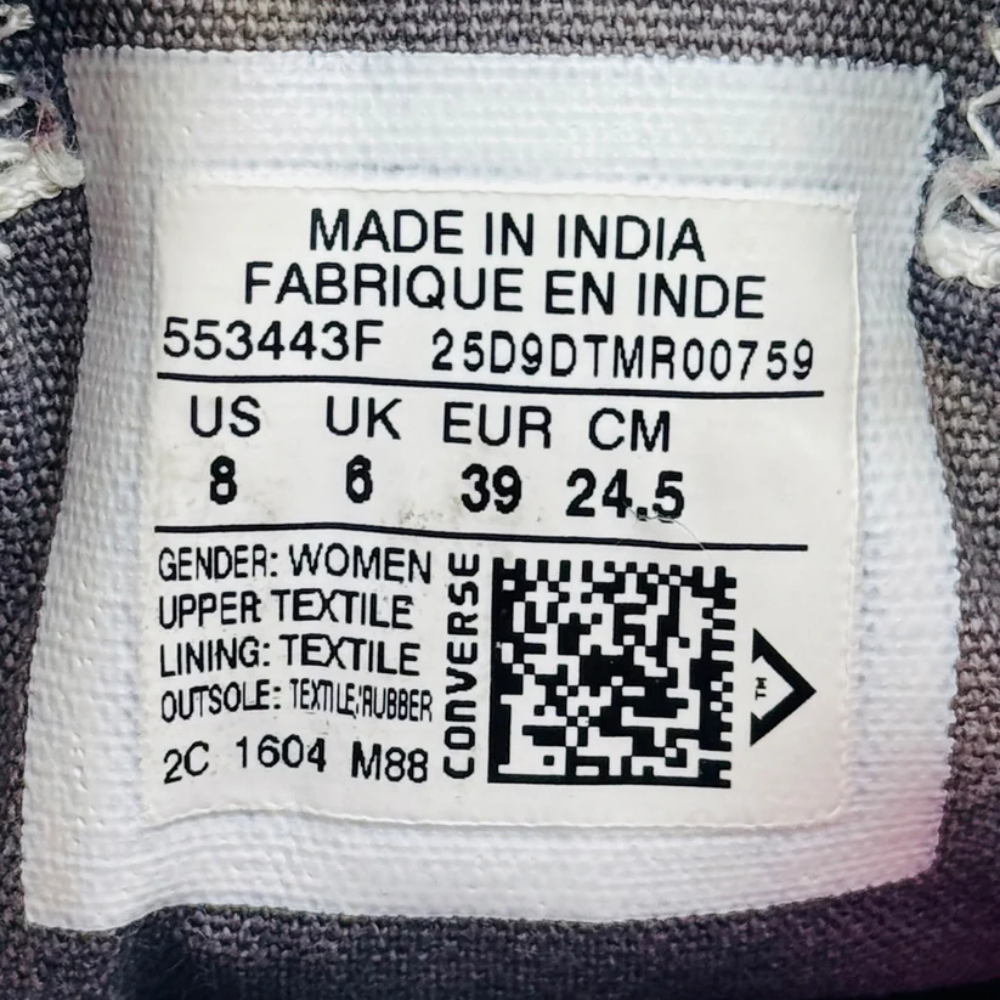 MADE IN INDIA
FABRIQUE EN INDE
553443F 25D9DTMR00759
US UK EUR CM
8 6 39 24.5
GENDER: WOMEN
UPPER: TEXTILE
LINING: TEXTILE
OUTSOLE: TEXTILE/RUBBER
2C 1604 M88
CONVERSE
TM